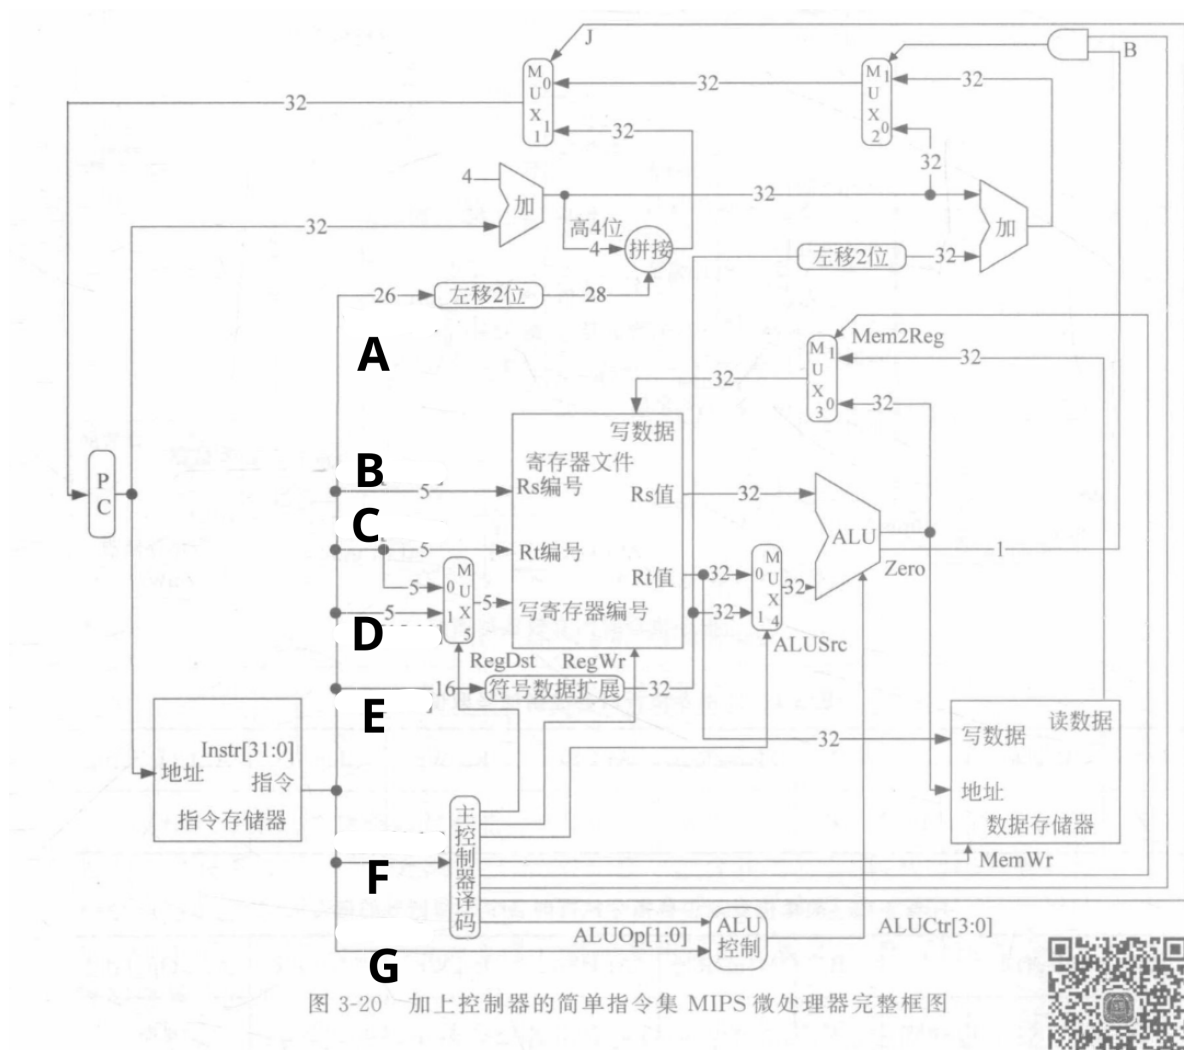 J
B
32
32
32
M
U
X
1
0
1
32
M
U
X
2
1
0
32
4
加
32
32
加
32
高4位
4
拼接
左移2位
32
26
左移2位
28
A
Mem2Reg
32
M
U
X
3
1
0
32
32
写数据
寄存器文件
P
C
B
5
Rs编号
Rs值
32
C
5
Rt编号
ALU
1
Zero
Rt值
32
0
M
U
X
4
1
32
32
5
0
M
U
X
5
1
5
写寄存器编号
5
D
ALUSrc
RegDst
RegWr
16
符号数据扩展
32
E
Instr[31:0]
地址
指令
指令存储器
32
写数据
读数据
地址
数据存储器
MemWr
主控制器译码
F
ALUOp[1:0]
ALU
控制
ALUCtr[3:0]
G
图 3-20 加上控制器的简单指令集 MIPS 微处理器完整框图